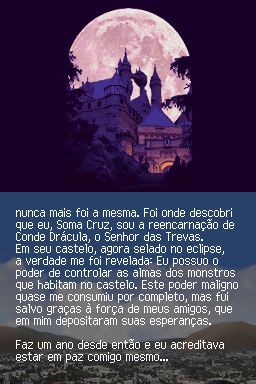 nunca mais foi a mesma. Foi onde descobri
que eu, Soma Cruz, sou a reencarnação de
Conde Drácula, o Senhor das Trevas.
Em seu castelo, agora selado no eclipse,
a verdade me foi revelada: Eu possuo o
poder de controlar as almas dos monstros
que habitam no castelo. Este poder maligno
quase me consumiu por completo, mas fui
salvo graças à força de meus amigos, que
em mim depositaram suas esperanças.
Faz um ano desde então e eu acreditava
estar em paz comigo mesmo...